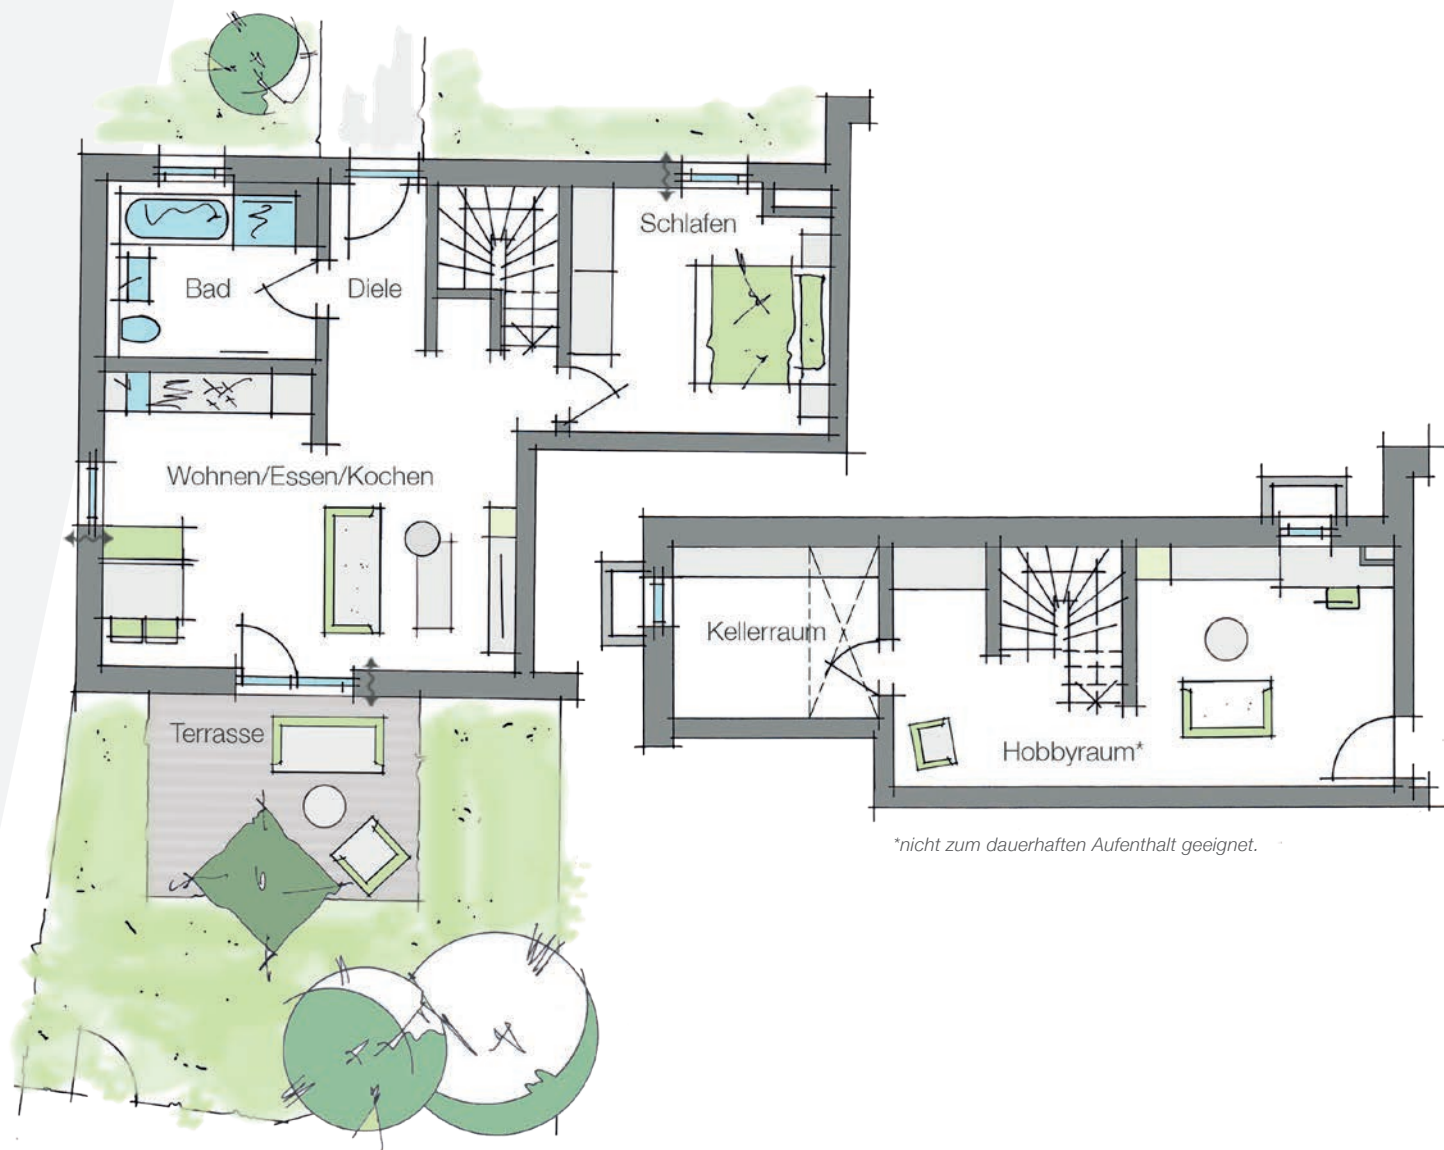 Schlafen
Bad
Diele
Wohnen/Essen/Kochen
Kellerraum
Terrasse
Hobbyraum*
*nicht zum dauerhaften Aufenthalt geeignet.